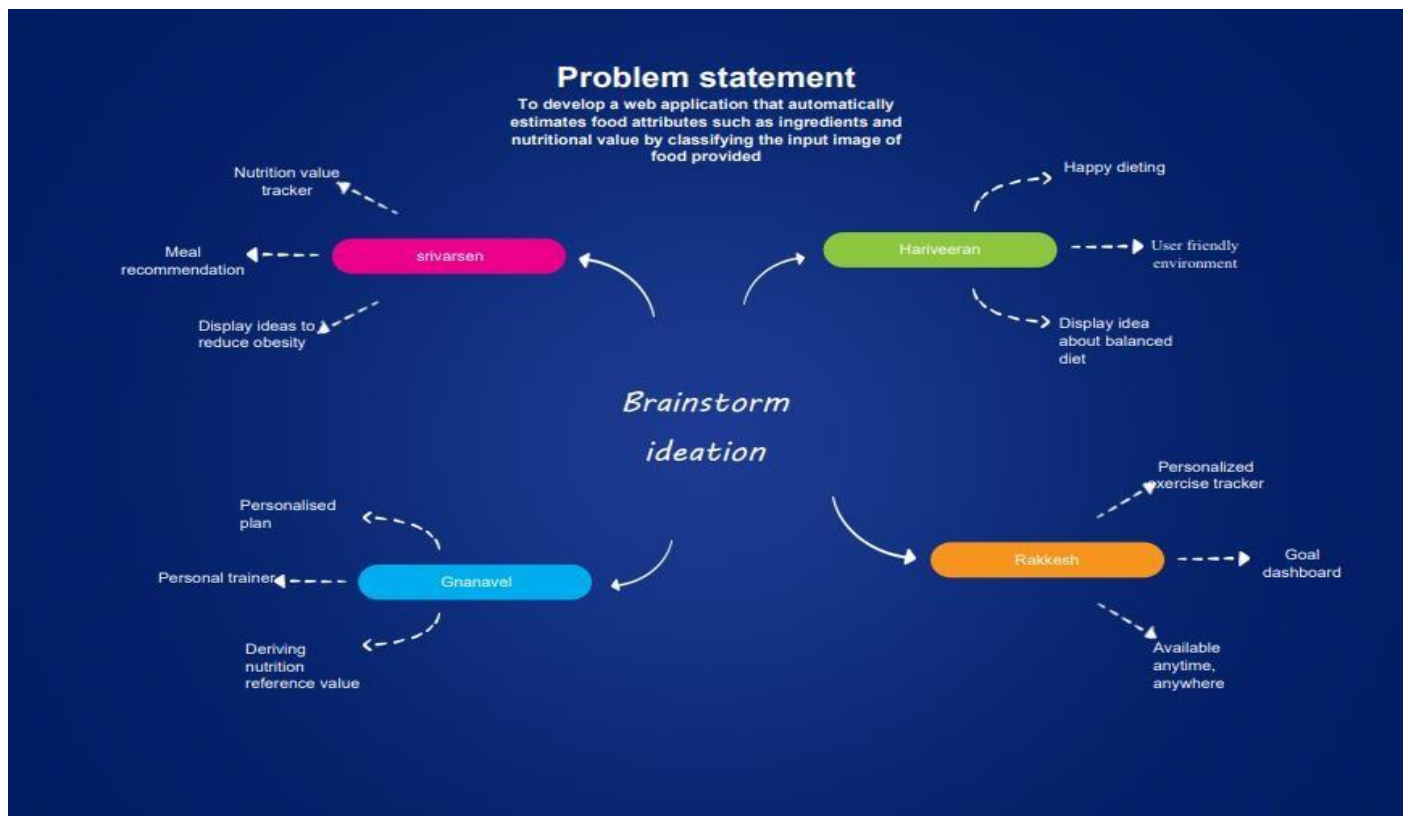 Problem statement
To develop a web application that automatically
estimates food attributes such as ingredients and
nutritional value by classifying the input image of
food provided
Nutrition value
tracker
Meal
recommendation
Display ideas to
reduce obesity
srivarsen
Hariveeran
Happy dieting
User friendly
environment
Display idea
about balanced
diet
Brainstorm
ideation
Personalised
plan
Personal trainer
Deriving
nutrition
reference value
Gnanavel
Rakkesh
Personalized
exercise tracker
Goal
dashboard
Available
anytime,
anywhere